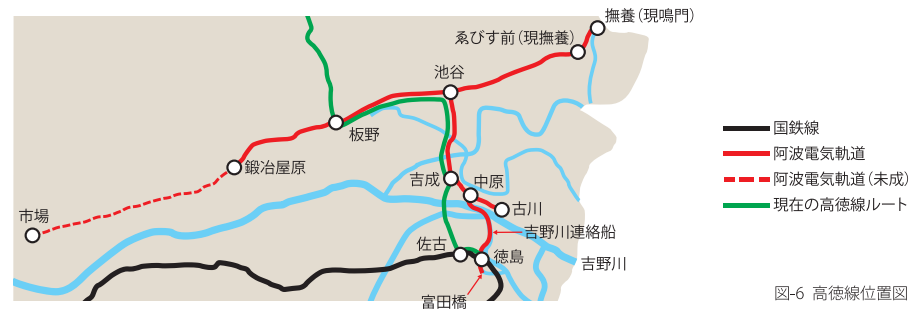 撫養（現鳴門）
ゑびす前（現撫養）
池谷
板野
鍛冶屋原
市場
吉成
中原
古川
吉野川連絡船
佐古
徳島
吉野川
富田橋
国鉄線
阿波電気軌道
阿波電気軌道（未成）
現在の高徳線ルート
図-6 高徳線位置図